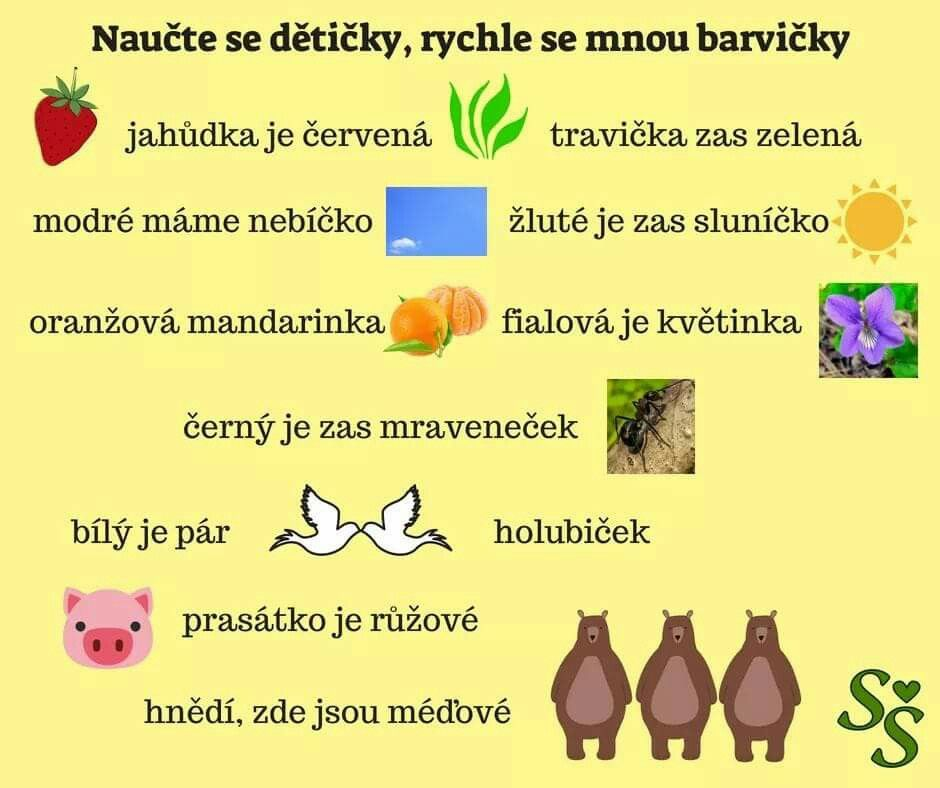 Naučte se dětičky, rychle se mnou barvičky
jahůdka je červená travička zas zelená
modré máme nebíčko žluté je zas sluníčko
oranžová mandarinka fialová je květinka
černý je zas mraveneček
bílý je pár holubiček
prasátko je růžové
hnědí, zde jsou méďové
SS